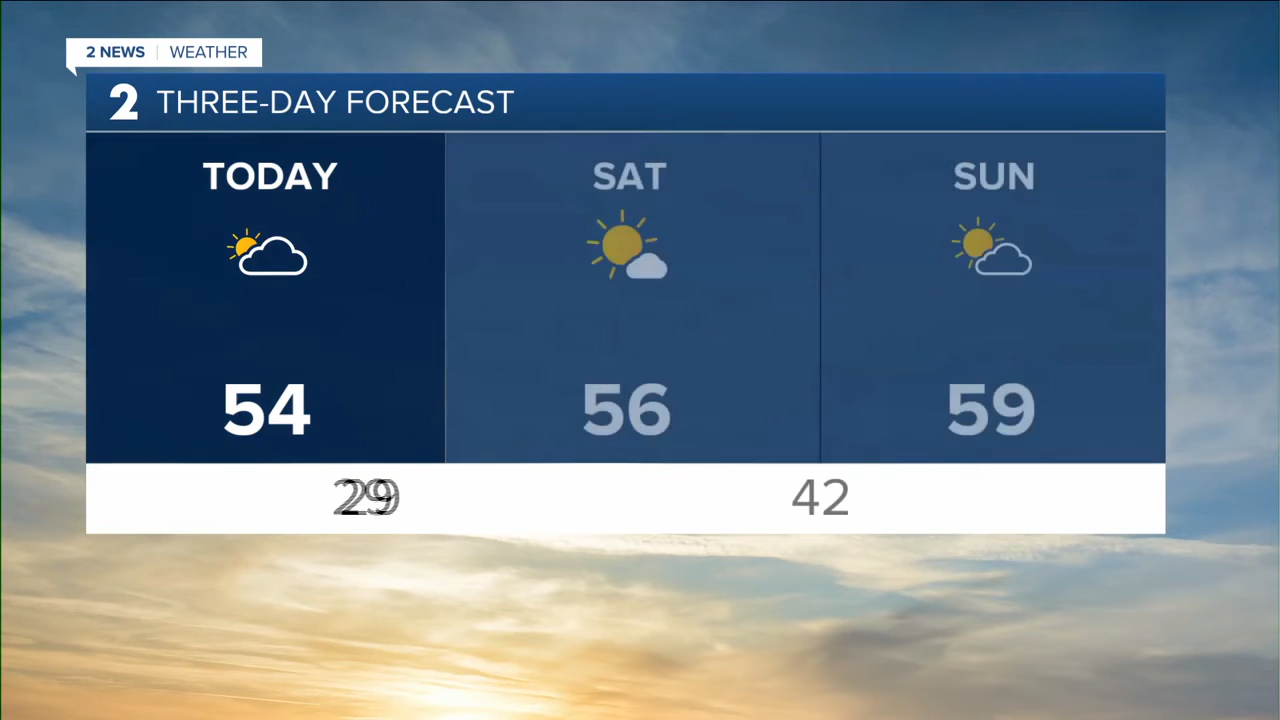 2 NEWS | WEATHER
2 THREE-DAY FORECAST
TODAY SAT SUN
54 56 59
29 42